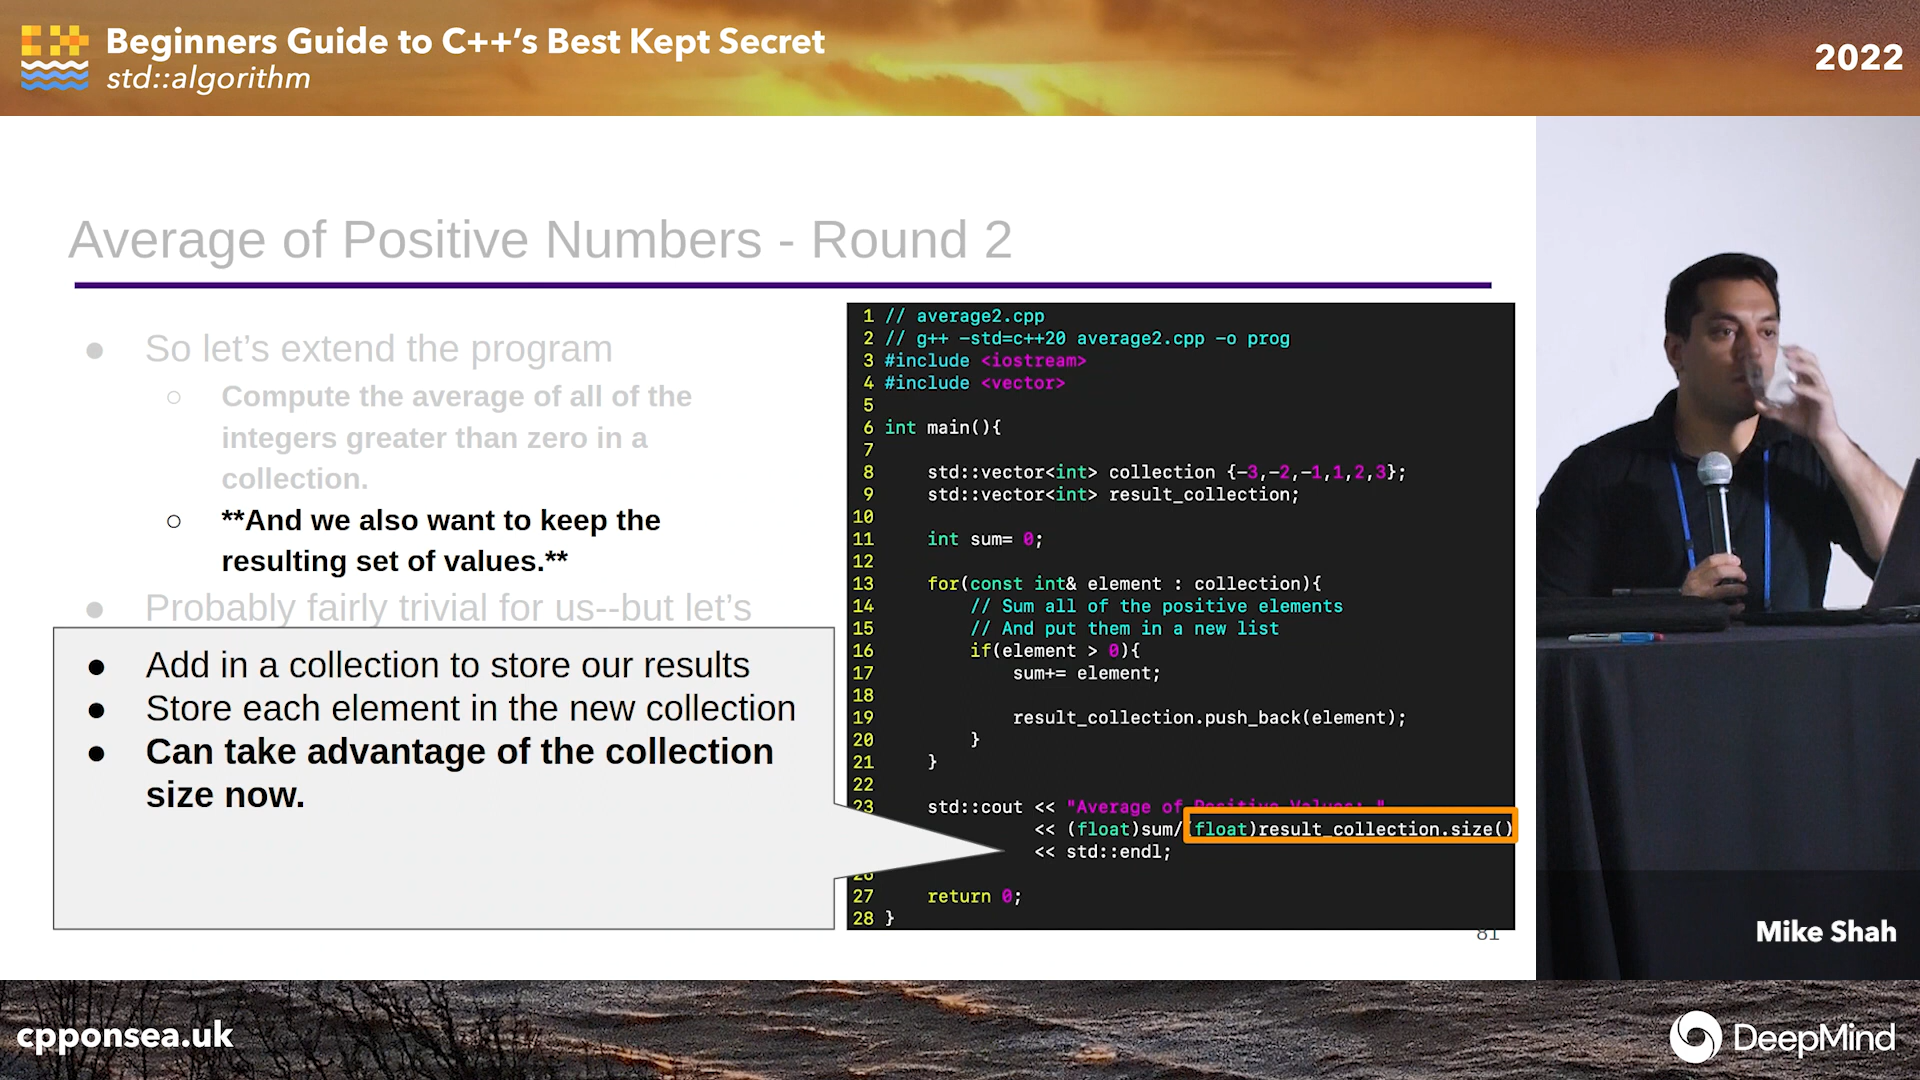 Beginners Guide to C++’s Best Kept Secret
std::algorithm
2022
Average of Positive Numbers - Round 2
● So let’s extend the program
○ Compute the average of all of the
integers greater than zero in a
collection.
○ **And we also want to keep the
resulting set of values.**
● Probably fairly trivial for us--but let’s
● Add in a collection to store our results
● Store each element in the new collection
● Can take advantage of the collection
size now.
1 // average2.cpp
2 // g++ -std=c++20 average2.cpp -o prog
3 #include <iostream>
4 #include <vector>
5
6 int main(){
7
8     std::vector<int> collection {-3,-2,-1,1,2,3};
9     std::vector<int> result_collection;
10
11     int sum= 0;
12
13     for(const int& element : collection){
14         // Sum all of the positive elements
15         // And put them in a new list
16         if(element > 0){
17             sum+= element;
18
19             result_collection.push_back(element);
20         }
21     }
22
23     std::cout << "Average of Positive Values: "
<< (float)sum/(float)result_collection.size()
<< std::endl;
26
27     return 0;
28 }
81
Mike Shah
cpponsea.uk
DeepMind